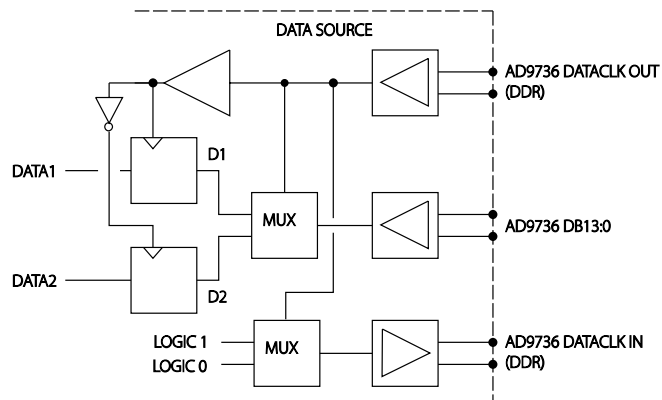 DATA SOURCE
AD9736 DATACLK OUT
(DDR)
D1
DATA1
MUX
AD9736 DB13:0
DATA2
D2
LOGIC 1
LOGIC 0
MUX
AD9736 DATACLK IN
(DDR)